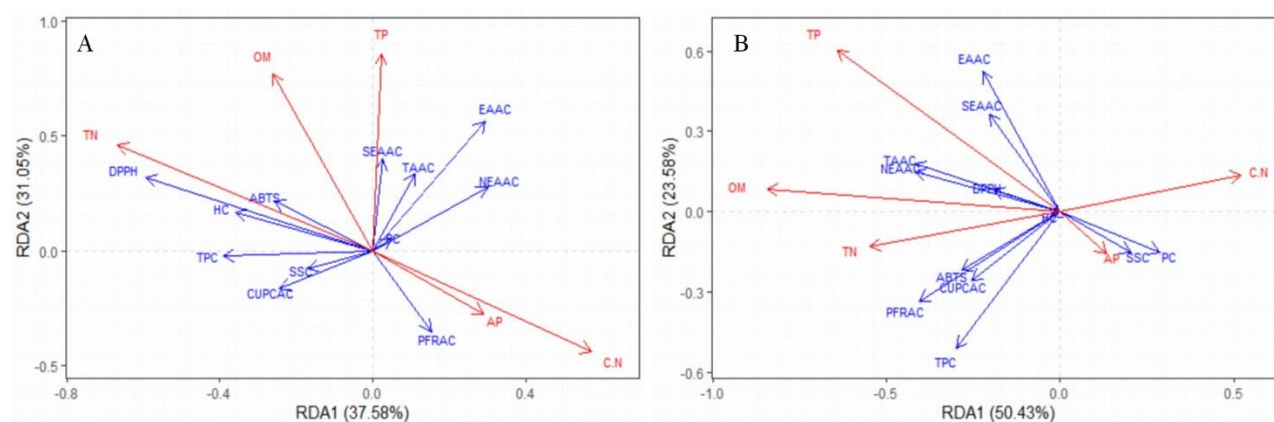 A
1.0
0.5
0.0
-0.5
RDA2 (31.05%)
TP
OM
EAAC
TN
SEAAC
TAAC
DPPH
NEAAC
ABTS
HC
PC
TPC
SSC
CUPCAC
AP
PFRAC
C.N
-0.8
-0.4
0.0
0.4
RDA1 (37.58%)
B
0.6
0.3
0.0
-0.3
-0.6
RDA2 (23.58%)
TP
EAAC
SEAAC
TAAC
NEAAC
C.N
OM
DPPH
TN
AP
SSC
PC
ABTS
CUPCAC
PFRAC
TPC
-1.0
-0.5
0.0
0.5
RDA1 (50.43%)